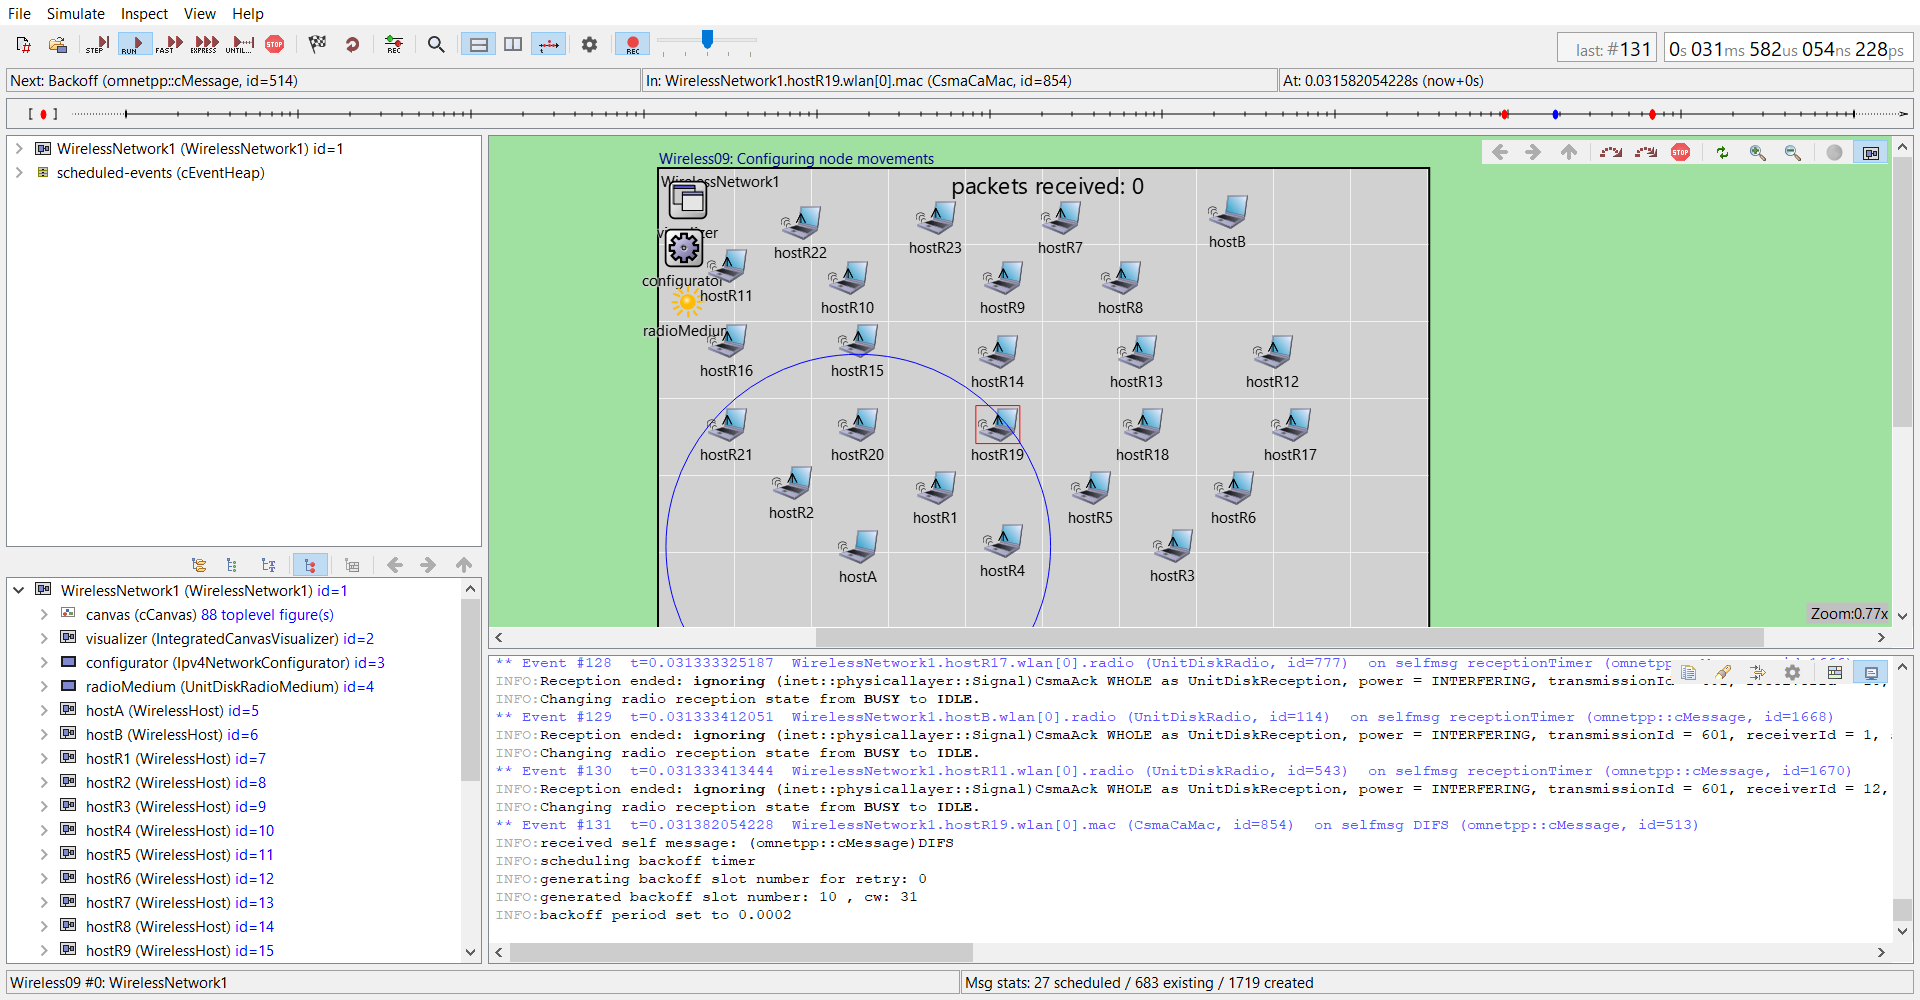 File Simulate Inspect View Help
STEP RUN FAST EXPRESS UNTIL... STOP REC REC last: #131 0s 031ms 582us 054ns 228ps
Next: Backoff (omnetpp::cMessage, id=514) In: WirelessNetwork1.hostR19.wlan[0].mac (CsmaCaMac, id=854) At: 0.031582054228s (now+0s)
WirelessNetwork1 (WirelessNetwork1) id=1
scheduled-events (cEventHeap)
WirelessNetwork1 (WirelessNetwork1) id=1
canvas (cCanvas) 88 toplevel figure(s)
visualizer (IntegratedCanvasVisualizer) id=2
configurator (Ipv4NetworkConfigurator) id=3
radioMedium (UnitDiskRadioMedium) id=4
hostA (WirelessHost) id=5
hostB (WirelessHost) id=6
hostR1 (WirelessHost) id=7
hostR2 (WirelessHost) id=8
hostR3 (WirelessHost) id=9
hostR4 (WirelessHost) id=10
hostR5 (WirelessHost) id=11
hostR6 (WirelessHost) id=12
hostR7 (WirelessHost) id=13
hostR8 (WirelessHost) id=14
hostR9 (WirelessHost) id=15
Wireless09: Configuring node movements
STOP
WirelessNetwork1
packets received: 0
visualizer
hostR22 hostR23 hostR7 hostB
configurator
hostR11 hostR10 hostR9 hostR8
radioMedium
hostR16 hostR15 hostR14 hostR13 hostR12
hostR21 hostR20 hostR19 hostR18 hostR17
hostR2 hostR1 hostR5 hostR6
hostA hostR4 hostR3
Zoom:0.77x
** Event #128 t=0.031333325187 WirelessNetwork1.hostR17.wlan[0].radio (UnitDiskRadio, id=777) on selfmsg receptionTimer (omnetpp::
INFO:Reception ended: ignoring (inet::physicallayer::Signal)CsmaAck WHOLE as UnitDiskReception, power = INTERFERING, transmissionId =
INFO:Changing radio reception state from BUSY to IDLE.
** Event #129 t=0.031333412051 WirelessNetwork1.hostB.wlan[0].radio (UnitDiskRadio, id=114) on selfmsg receptionTimer (omnetpp::cMessage, id=1668)
INFO:Reception ended: ignoring (inet::physicallayer::Signal)CsmaAck WHOLE as UnitDiskReception, power = INTERFERING, transmissionId = 601, receiverId = 1,
INFO:Changing radio reception state from BUSY to IDLE.
** Event #130 t=0.031333413444 WirelessNetwork1.hostR11.wlan[0].radio (UnitDiskRadio, id=543) on selfmsg receptionTimer (omnetpp::cMessage, id=1670)
INFO:Reception ended: ignoring (inet::physicallayer::Signal)CsmaAck WHOLE as UnitDiskReception, power = INTERFERING, transmissionId = 601, receiverId = 12,
INFO:Changing radio reception state from BUSY to IDLE.
** Event #131 t=0.031382054228 WirelessNetwork1.hostR19.wlan[0].mac (CsmaCaMac, id=854) on selfmsg DIFS (omnetpp::cMessage, id=513)
INFO:received self message: (omnetpp::cMessage)DIFS
INFO:scheduling backoff timer
INFO:generating backoff slot number for retry: 0
INFO:generated backoff slot number: 10 , cw: 31
INFO:backoff period set to 0.0002
Wireless09 #0: WirelessNetwork1 Msg stats: 27 scheduled / 683 existing / 1719 created